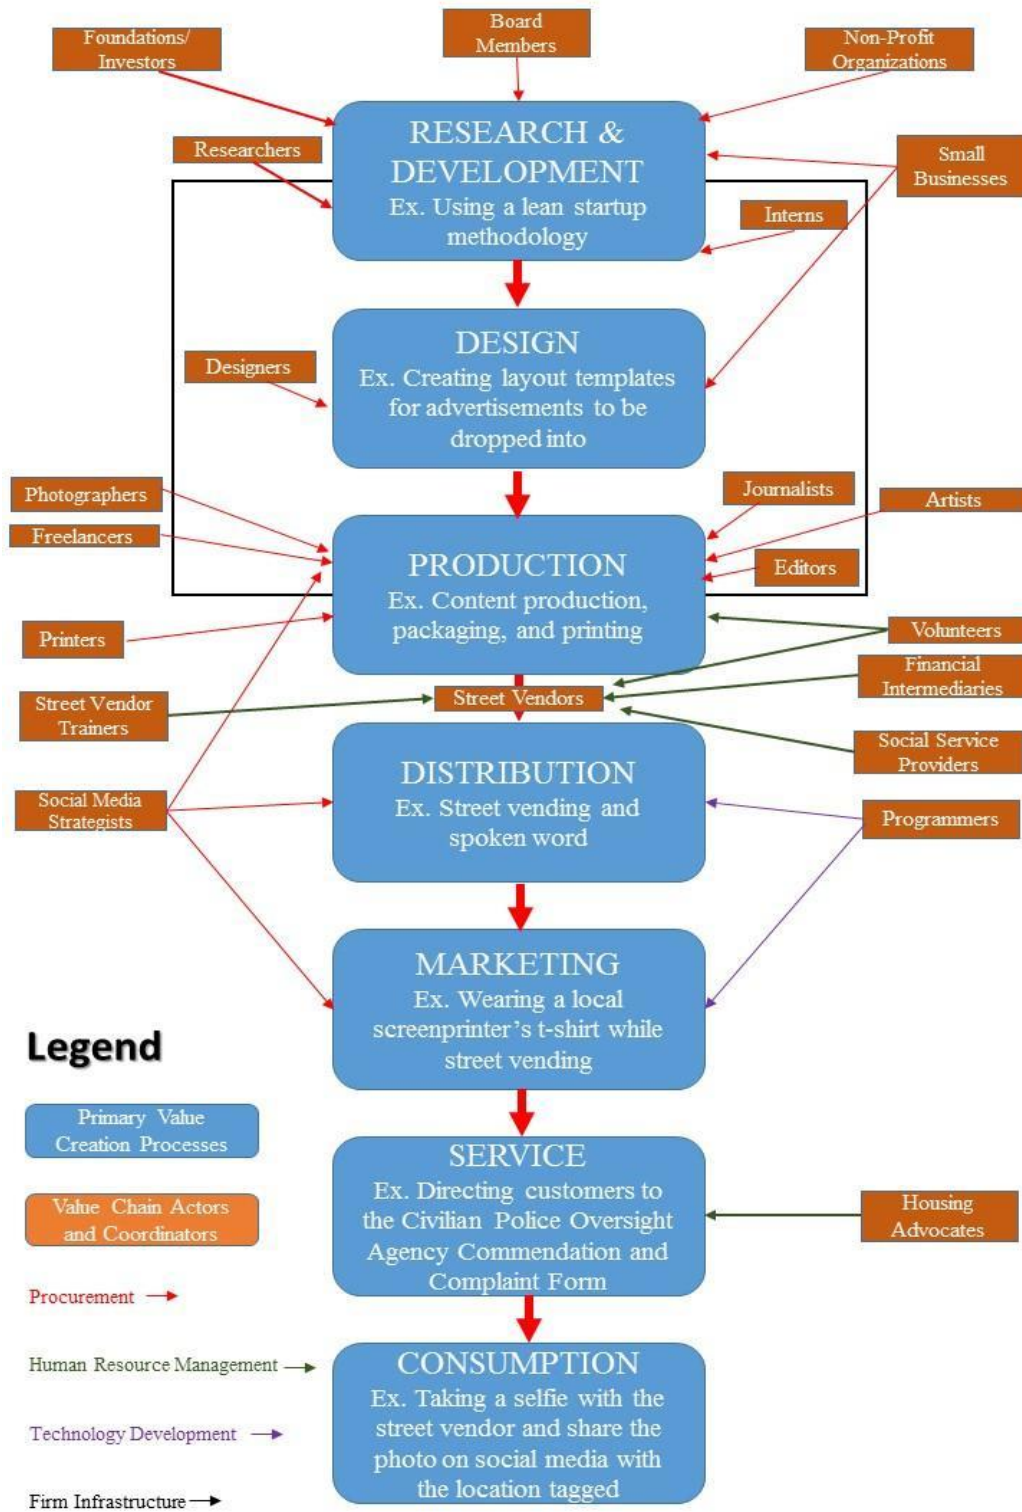 Foundations/
Investors
Board
Members
Non-Profit
Organizations
RESEARCH &
DEVELOPMENT
Ex. Using a lean startup
methodology
Researchers
Small
Businesses
Interns
DESIGN
Ex. Creating layout templates
for advertisements to be
dropped into
Designers
Photographers
Freelancers
Journalists
Artists
Editors
PRODUCTION
Ex. Content production,
packaging, and printing
Printers
Volunteers
Financial
Intermediaries
Street Vendors
Street Vendor
Trainers
Social Service
Providers
DISTRIBUTION
Ex. Street vending and
spoken word
Social Media
Strategists
Programmers
MARKETING
Ex. Wearing a local
screenprinter’s t-shirt while
street vending
SERVICE
Ex. Directing customers to
the Civilian Police Oversight
Agency Commendation and
Complaint Form
Housing
Advocates
CONSUMPTION
Ex. Taking a selfie with the
street vendor and share the
photo on social media with
the location tagged
Legend
Primary Value
Creation Processes
Value Chain Actors
and Coordinators
Procurement
Human Resource Management
Technology Development
Firm Infrastructure